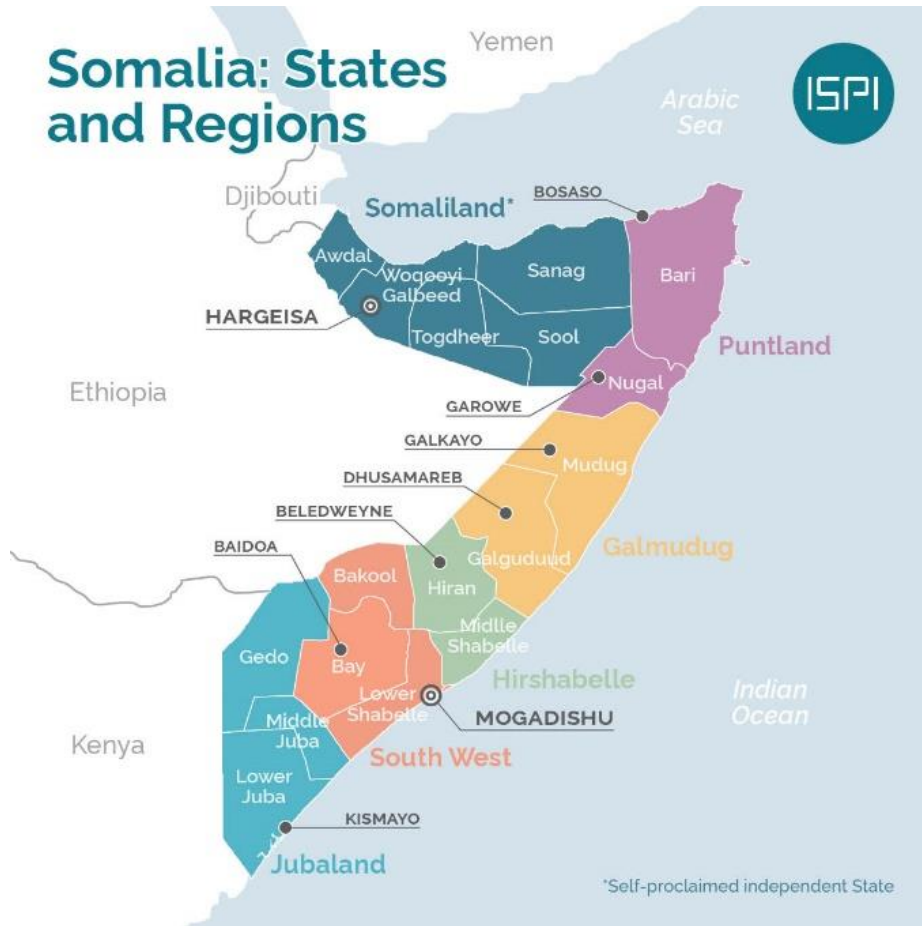 Somalia: States
and Regions
Yemen
Arabic
Sea
ISPI
Djibouti
Somaliland*
BOSASO
Awdal
Woqooyi
Galbeed
Sanag
Bari
HARGEISA
Togdheer
Sool
Puntland
Ethiopia
Nugal
GAROWE
GALKAYO
Mudug
DHUSAMAREB
BELEDWEYNE
Galguduud
Galmudug
BAIDOA
Bakool
Hiran
Midlle
Shabelle
Gedo
Bay
Hirshabelle
Lower
Shabelle
Indian
Ocean
MOGADISHU
Kenya
Middle
Juba
South West
Lower
Juba
KISMAYO
Jubaland
*Self-proclaimed independent State